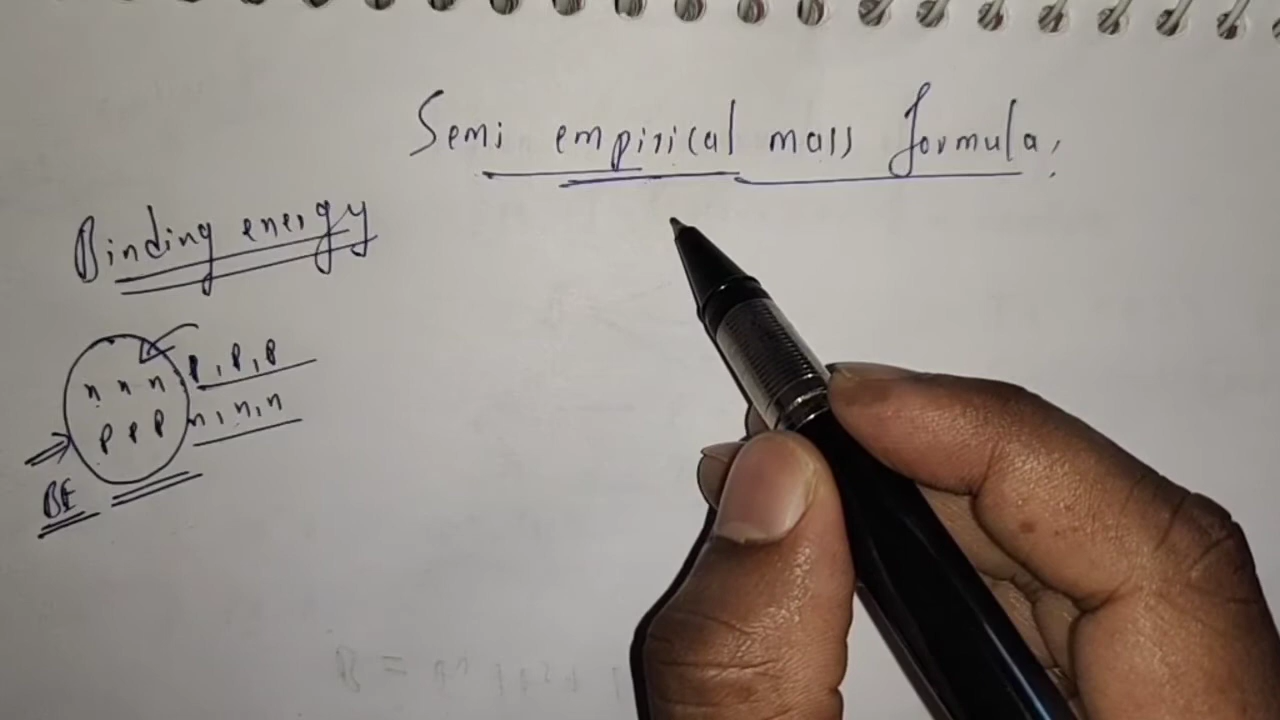 Semi empirical mass formula,
Binding energy
p, p, p
n n n
n, n, n
p p p
BE